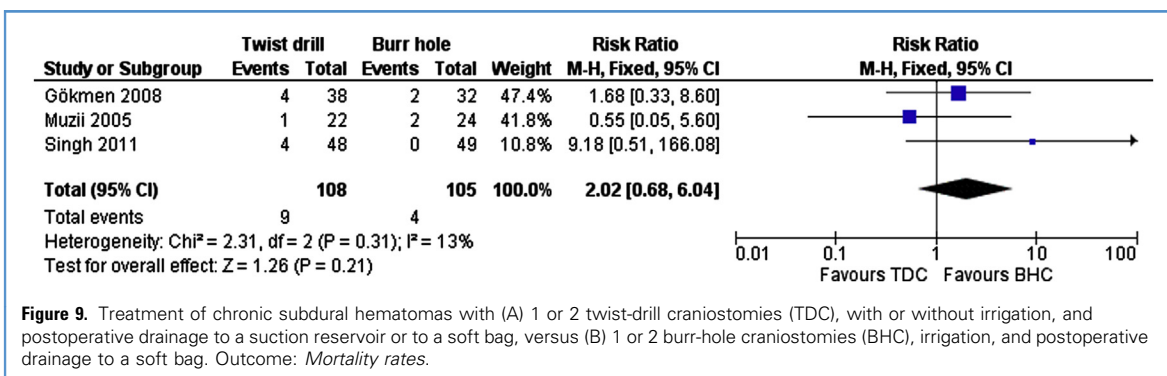 Twist drill Burr hole Risk Ratio Risk Ratio
Study or Subgroup Events Total Events Total Weight M-H, Fixed, 95% CI M-H, Fixed, 95% CI
Gökmen 2008 4 38 2 32 47.4% 1.68 [0.33, 8.60]
Muzii 2005 1 22 2 24 41.8% 0.55 [0.05, 5.60]
Singh 2011 4 48 0 49 10.8% 9.18 [0.51, 166.08]
Total (95% CI) 108 105 100.0% 2.02 [0.68, 6.04]
Total events 9 4
Heterogeneity: Chi² = 2.31, df = 2 (P = 0.31); I² = 13%
Test for overall effect: Z = 1.26 (P = 0.21)
0.01 0.1 1 10 100
Favours TDC Favours BHC
Figure 9. Treatment of chronic subdural hematomas with (A) 1 or 2 twist-drill craniostomies (TDC), with or without irrigation, and
postoperative drainage to a suction reservoir or to a soft bag, versus (B) 1 or 2 burr-hole craniostomies (BHC), irrigation, and postoperative
drainage to a soft bag. Outcome: Mortality rates.